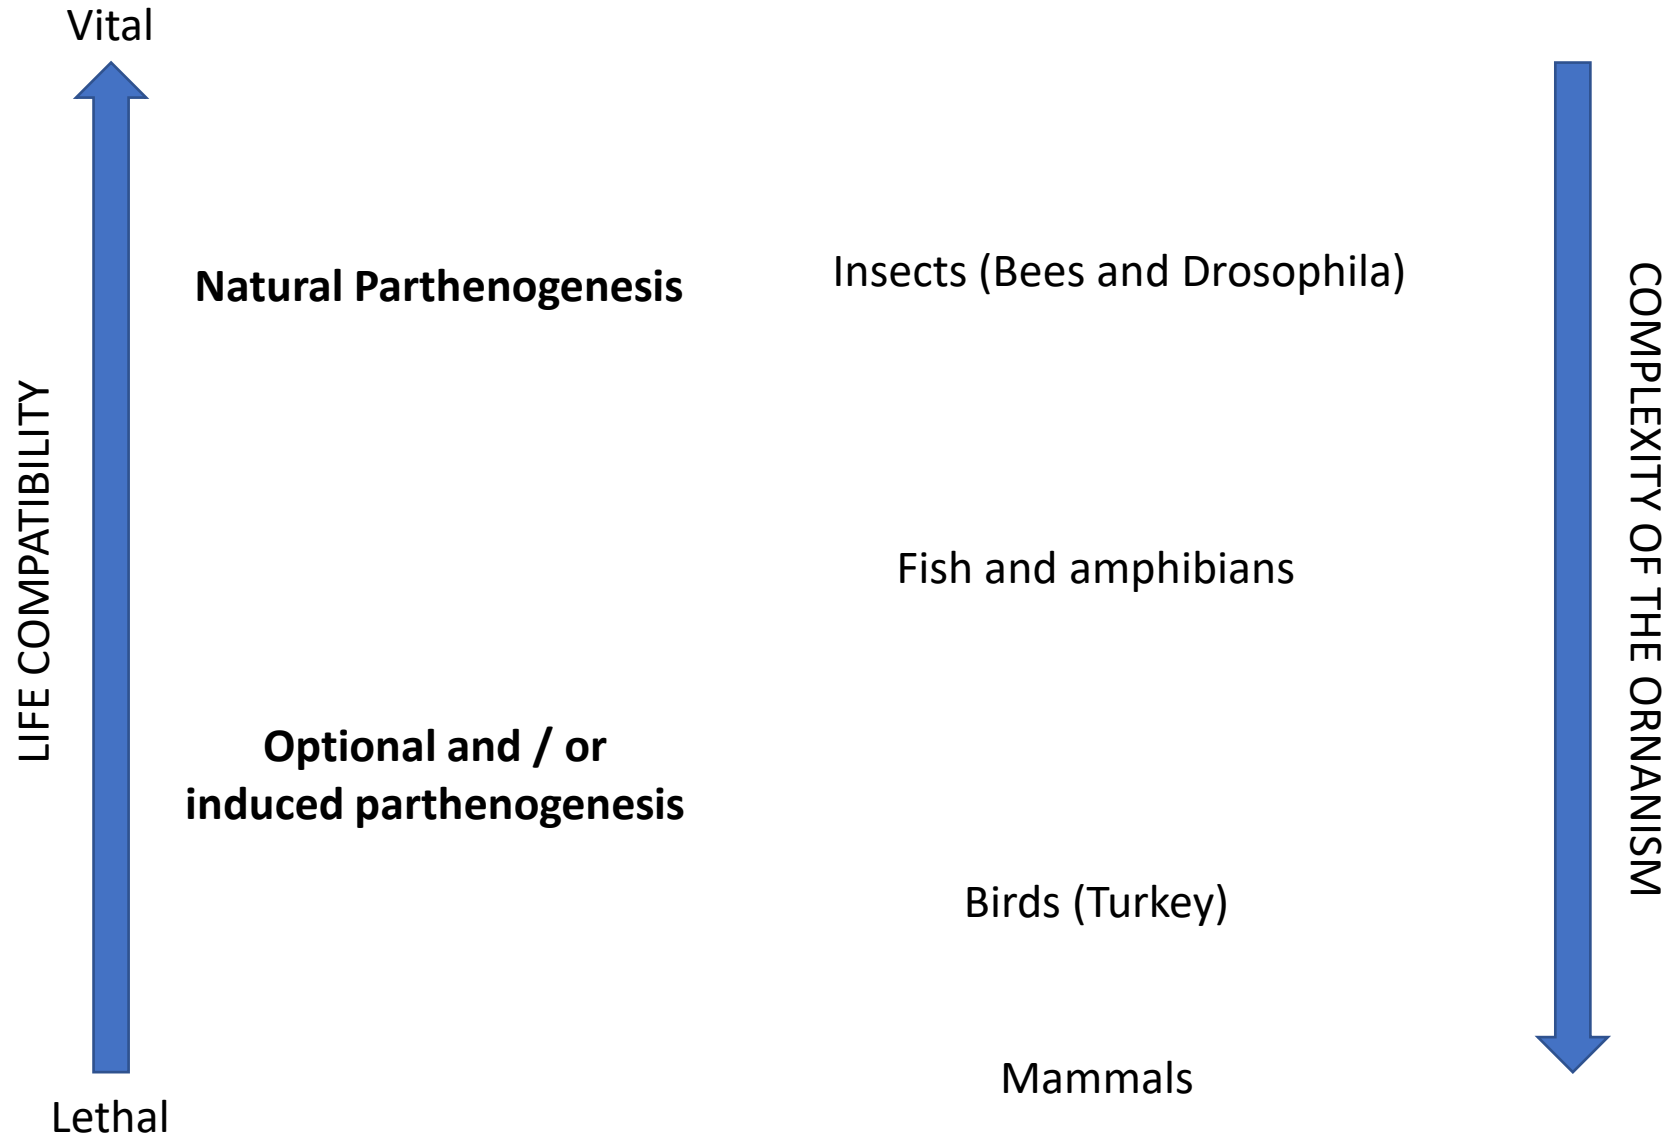 Vital
Natural Parthenogenesis
Insects (Bees and Drosophila)
LIFE COMPATIBILITY
COMPLEXITY OF THE ORNANISM
Fish and amphibians
Optional and / or
induced parthenogenesis
Birds (Turkey)
Mammals
Lethal